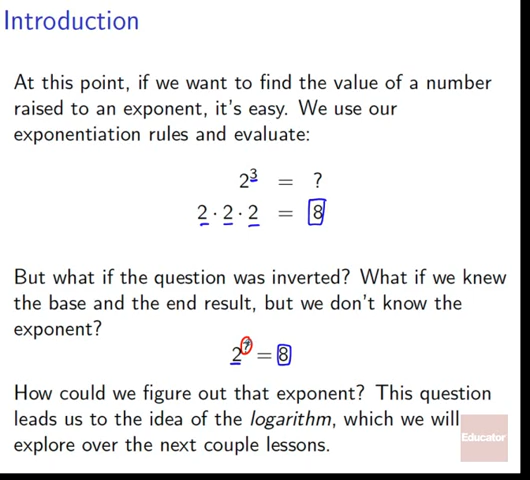 Introduction
At this point, if we want to find the value of a number
raised to an exponent, it's easy. We use our
exponentiation rules and evaluate:
2³ = ?
2 · 2 · 2 = 8
But what if the question was inverted? What if we knew
the base and the end result, but we don't know the
exponent?
2^? = 8
How could we figure out that exponent? This question
leads us to the idea of the logarithm, which we will
explore over the next couple lessons.
Educator